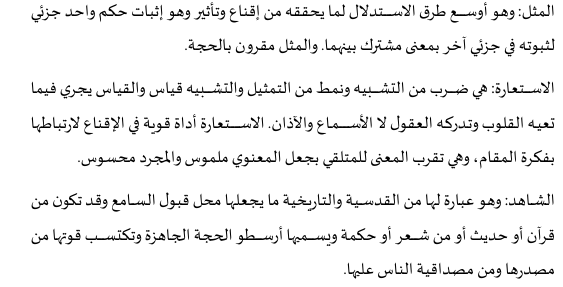 المثل: وهو أوسع طرق الاستدلال لما يحققه من إقناع وتأثير وهو إثبات حكم واحد جزئي
لثبوته في جزئي آخر بمعنى مشترك بينهما. والمثل مقرون بالحجة.
الاستعارة: هي ضرب من التشبيه ونمط من التمثيل والتشبيه قياس والقياس يجري فيما
تعيه القلوب وتدركه العقول لا الأسماع والآذان. الاستعارة أداة قوية في الإقناع لارتباطها
بفكرة المقام، وهي تقرب المعنى للمتلقي بجعل المعنوي ملموس والمجرد محسوس.
الشاهد: وهو عبارة لها من القدسية والتاريخية ما يجعلها محل قبول السامع وقد تكون من
قرآن أو حديث أو من شعر أو حكمة ويسميها أرسطو الحجة الجاهزة وتكتسب قوتها من
مصدرها ومن مصداقية الناس عليها.